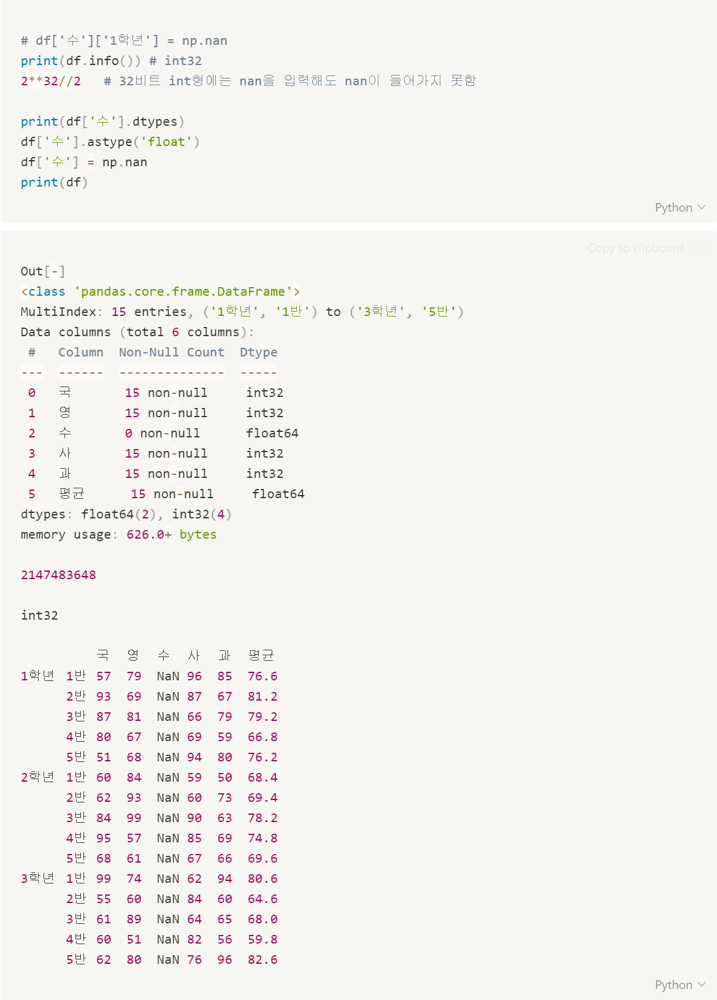 # df['수']['1학년'] = np.nan
print(df.info()) # int32
2**32//2   # 32비트 int형에는 nan을 입력해도 nan이 들어가지 못함
print(df['수'].dtypes)
df['수'].astype('float')
df['수'] = np.nan
print(df)
Python
Copy to clipboard ...
Out[-]
<class 'pandas.core.frame.DataFrame'>
MultiIndex: 15 entries, ('1학년', '1반') to ('3학년', '5반')
Data columns (total 6 columns):
 #   Column  Non-Null Count  Dtype
---  ------  --------------  -----
 0   국       15 non-null     int32
 1   영       15 non-null     int32
 2   수       0 non-null      float64
 3   사       15 non-null     int32
 4   과       15 non-null     int32
 5   평균      15 non-null     float64
dtypes: float64(2), int32(4)
memory usage: 626.0+ bytes
2147483648
int32
국  영  수  사  과  평균
1학년 1반 57  79  NaN 96  85  76.6
2반 93  69  NaN 87  67  81.2
3반 87  81  NaN 66  79  79.2
4반 80  67  NaN 69  59  66.8
5반 51  68  NaN 94  80  76.2
2학년 1반 60  84  NaN 59  50  68.4
2반 62  93  NaN 60  73  69.4
3반 84  99  NaN 90  63  78.2
4반 95  57  NaN 85  69  74.8
5반 68  61  NaN 67  66  69.6
3학년 1반 99  74  NaN 62  94  80.6
2반 55  60  NaN 84  60  64.6
3반 61  89  NaN 64  65  68.0
4반 60  51  NaN 82  56  59.8
5반 62  80  NaN 76  96  82.6
Python